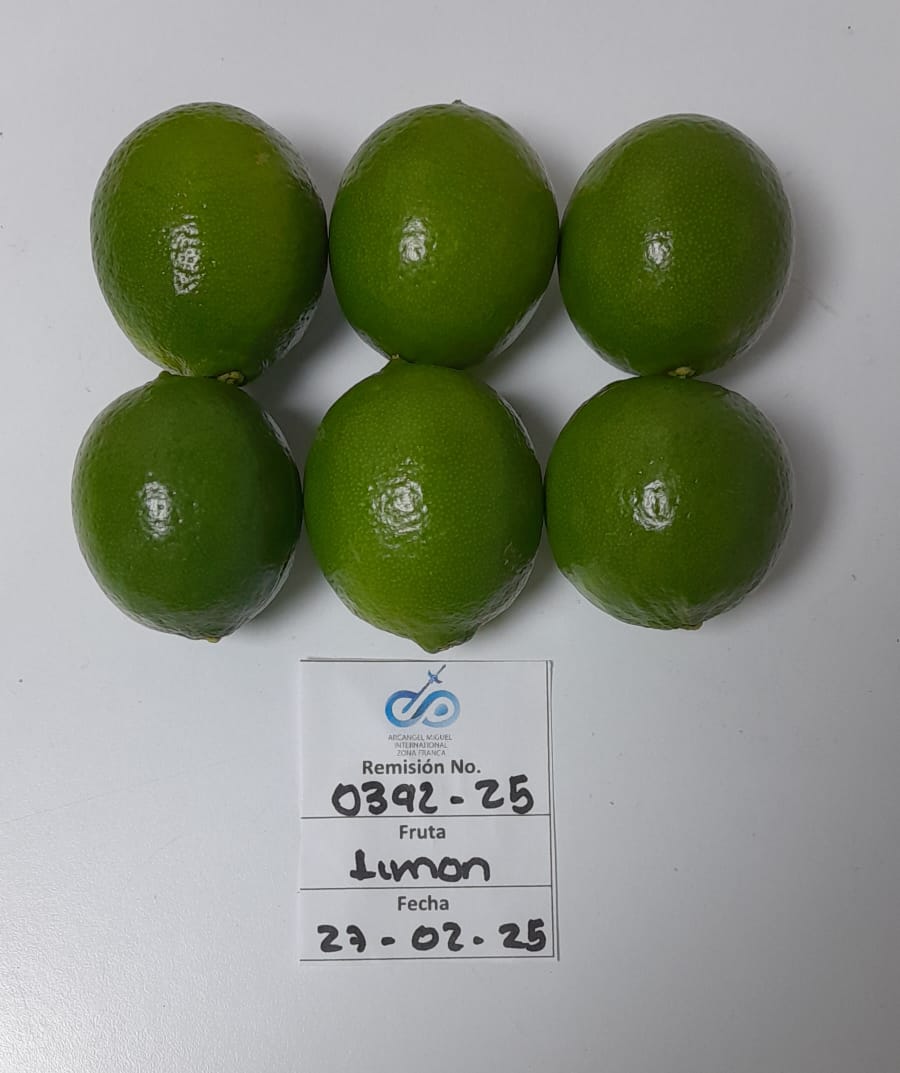 ARCANGEL MIGUEL
INTERNATIONAL
ZONA FRANCA
Remisión No.
0392-25
Fruta
Limon
Fecha
27-02-25